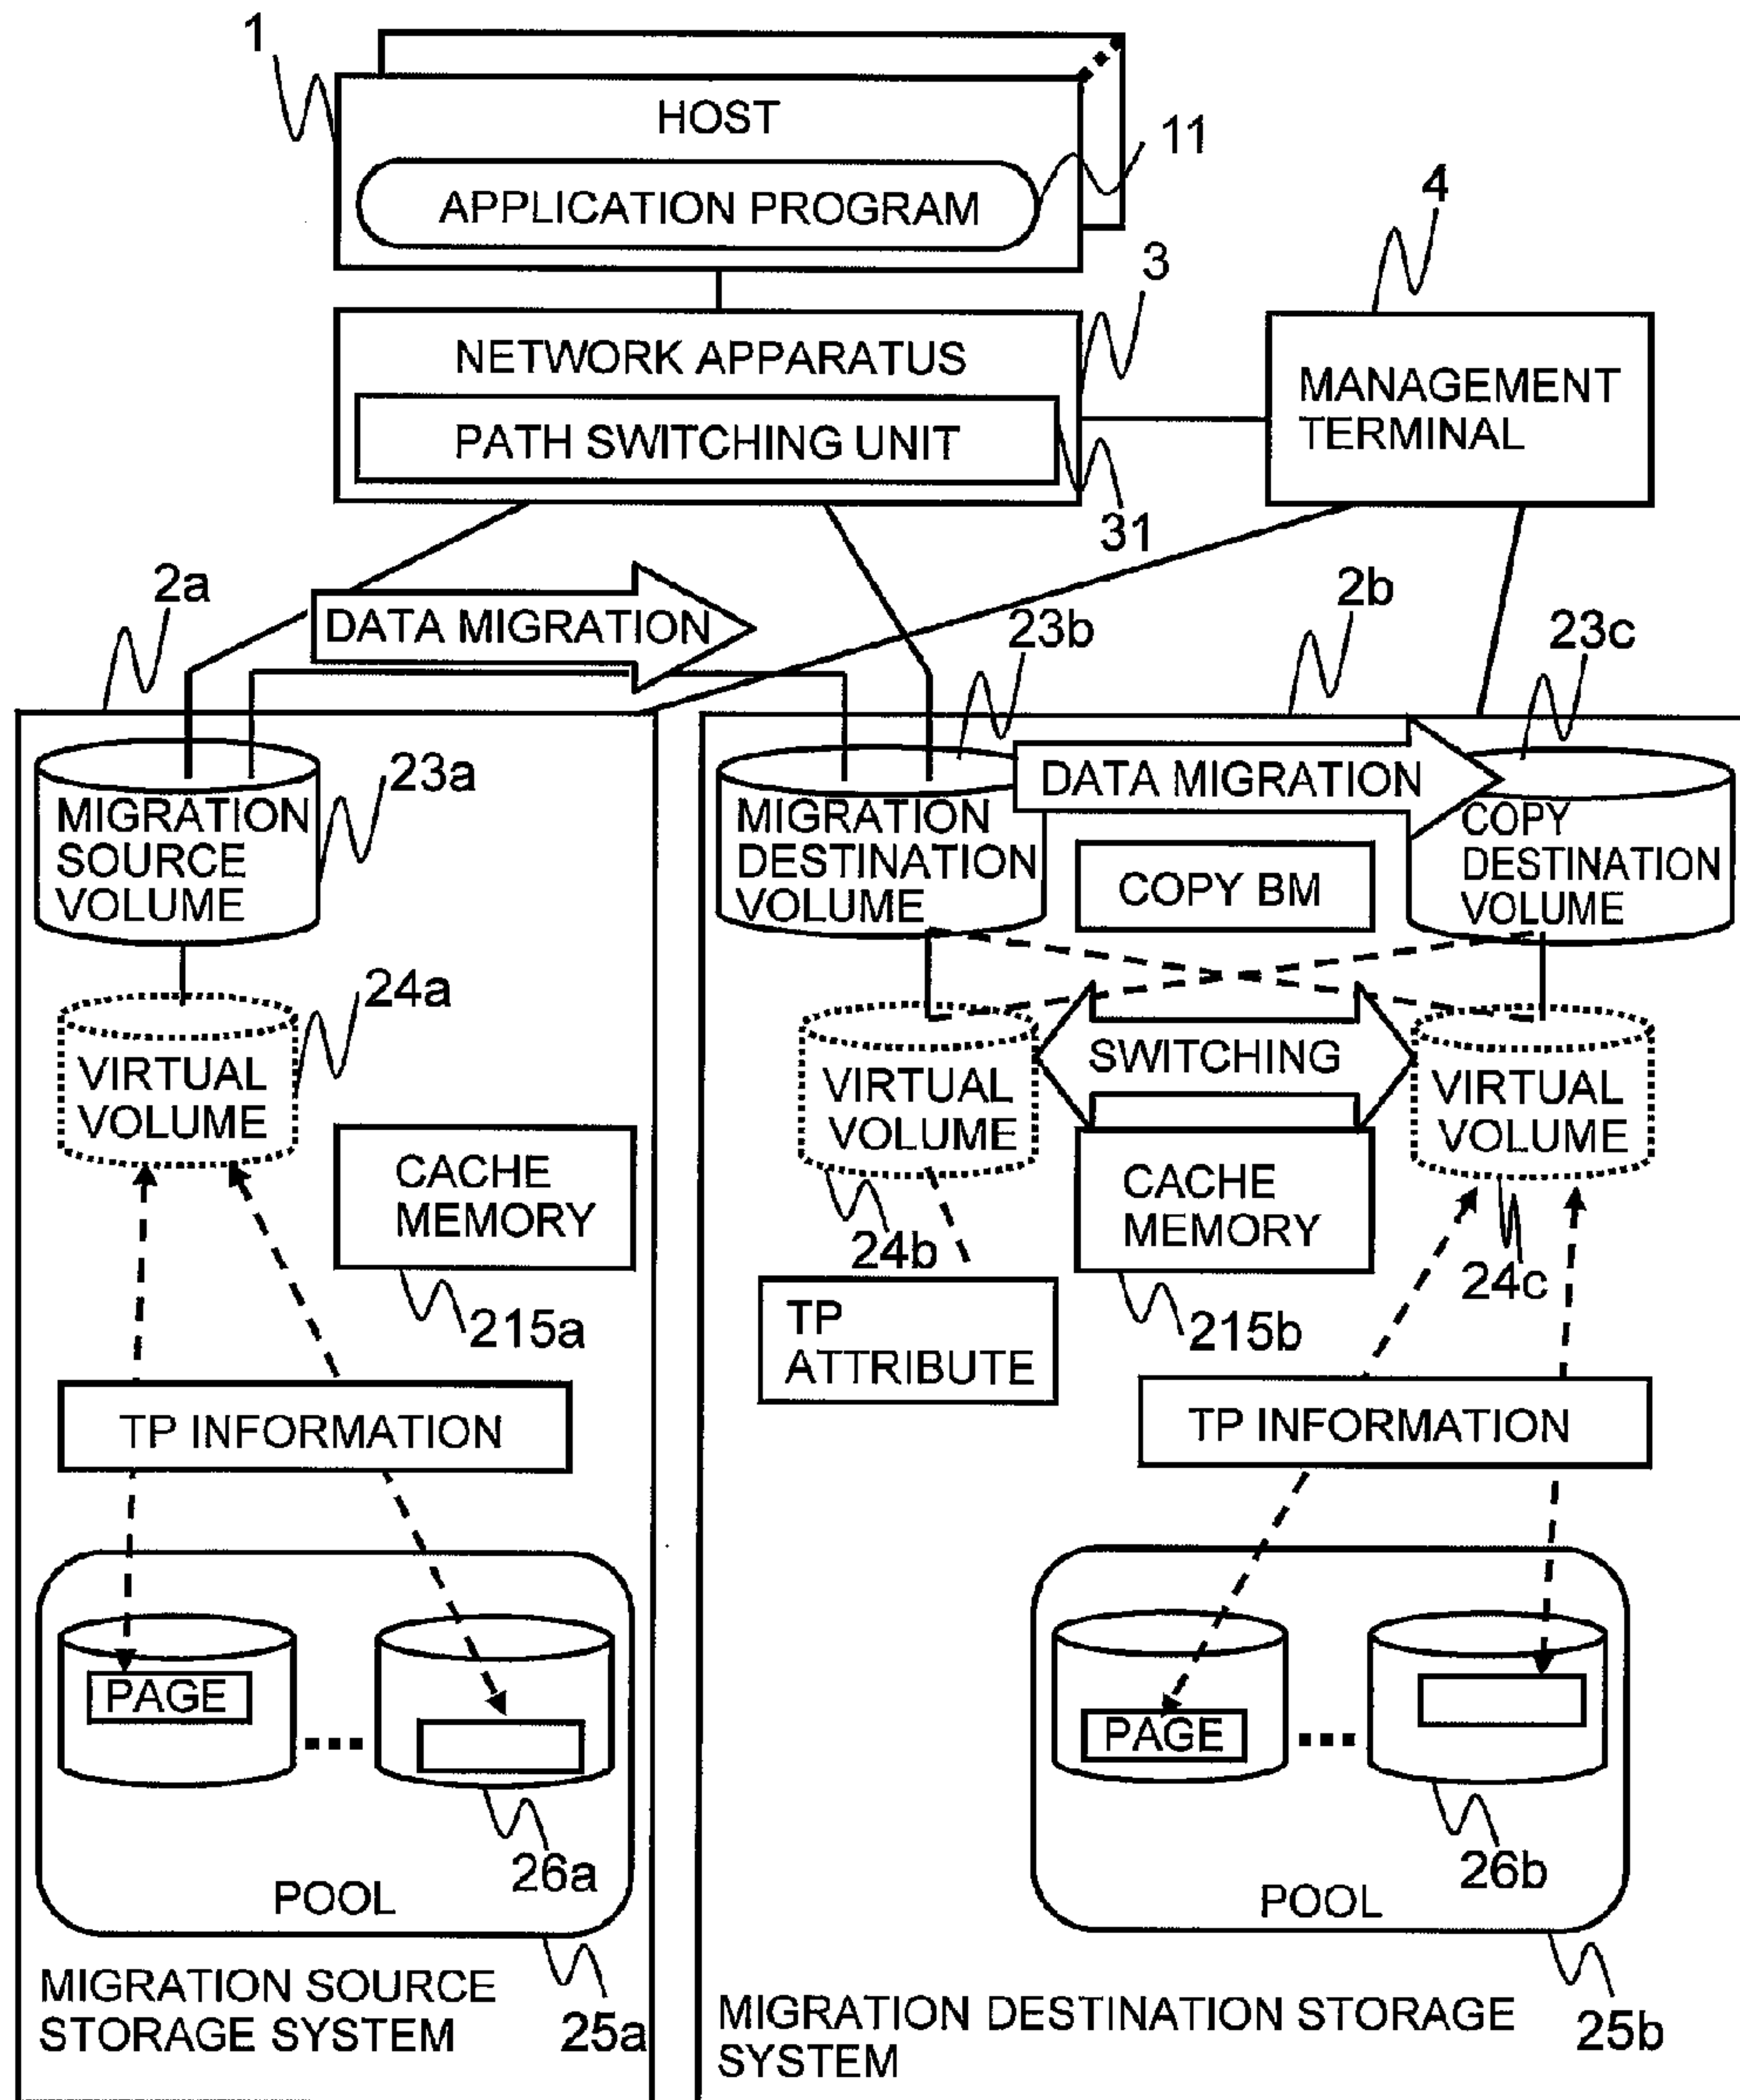 1
HOST
11
APPLICATION PROGRAM
4
3
NETWORK APPARATUS
MANAGEMENT
TERMINAL
PATH SWITCHING UNIT
31
2a
DATA MIGRATION
23b
2b
23c
MIGRATION
SOURCE
VOLUME
23a
MIGRATION
DESTINATION
VOLUME
DATA MIGRATION
COPY BM
COPY
DESTINATION
VOLUME
24a
VIRTUAL
VOLUME
VIRTUAL
VOLUME
SWITCHING
VIRTUAL
VOLUME
CACHE
MEMORY
CACHE
MEMORY
24b
24c
215a
TP
ATTRIBUTE
215b
TP INFORMATION
TP INFORMATION
PAGE
PAGE
26a
26b
POOL
POOL
MIGRATION SOURCE
STORAGE SYSTEM
25a
MIGRATION DESTINATION STORAGE
SYSTEM
25b